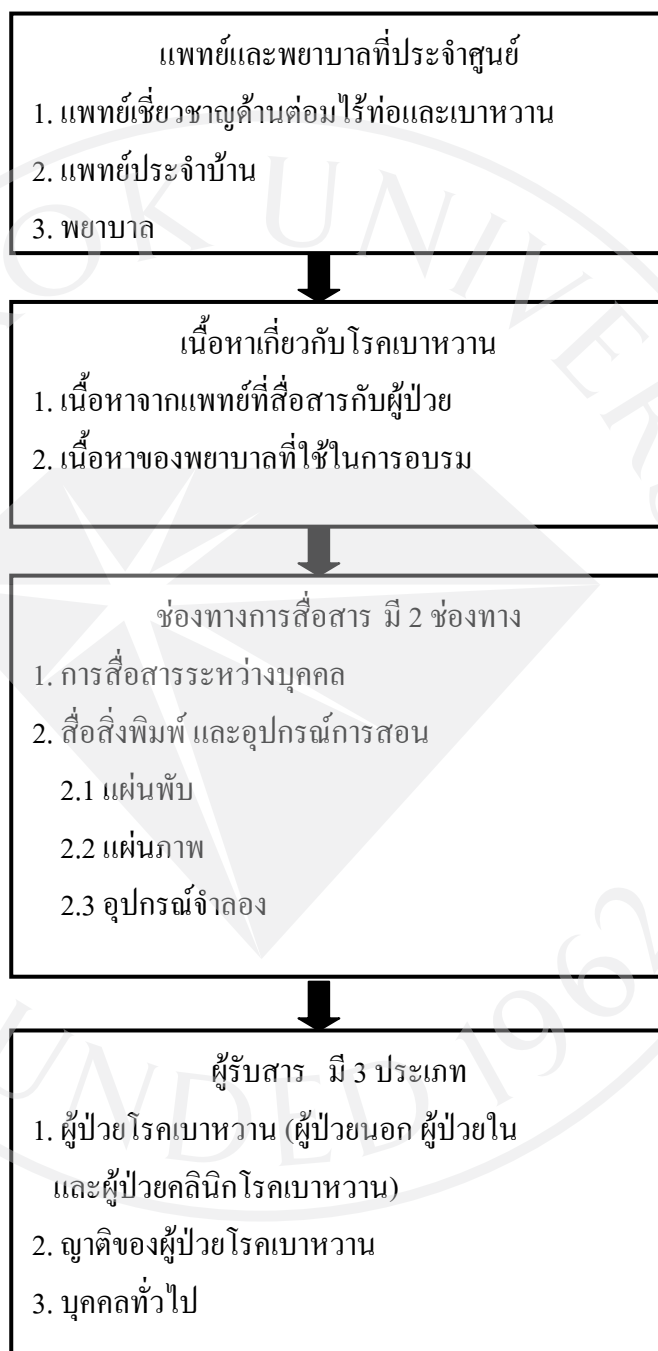 แพทย์และพยาบาลที่ประจำศูนย์
1. แพทย์เชี่ยวชาญด้านต่อมไร้ท่อและเบาหวาน
2. แพทย์ประจำบ้าน
3. พยาบาล
เนื้อหาเกี่ยวกับโรคเบาหวาน
1. เนื้อหาจากแพทย์ที่สื่อสารกับผู้ป่วย
2. เนื้อหาของพยาบาลที่ใช้ในการอบรม
ช่องทางการสื่อสาร มี 2 ช่องทาง
1. การสื่อสารระหว่างบุคคล
2. สื่อสิ่งพิมพ์ และอุปกรณ์การสอน
2.1 แผ่นพับ
2.2 แผ่นภาพ
2.3 อุปกรณ์จำลอง
ผู้รับสาร มี 3 ประเภท
1. ผู้ป่วยโรคเบาหวาน (ผู้ป่วยนอก ผู้ป่วยใน
และผู้ป่วยคลินิกโรคเบาหวาน)
2. ญาติของผู้ป่วยโรคเบาหวาน
3. บุคคลทั่วไป
OK UNIVERS
UNDED 1962